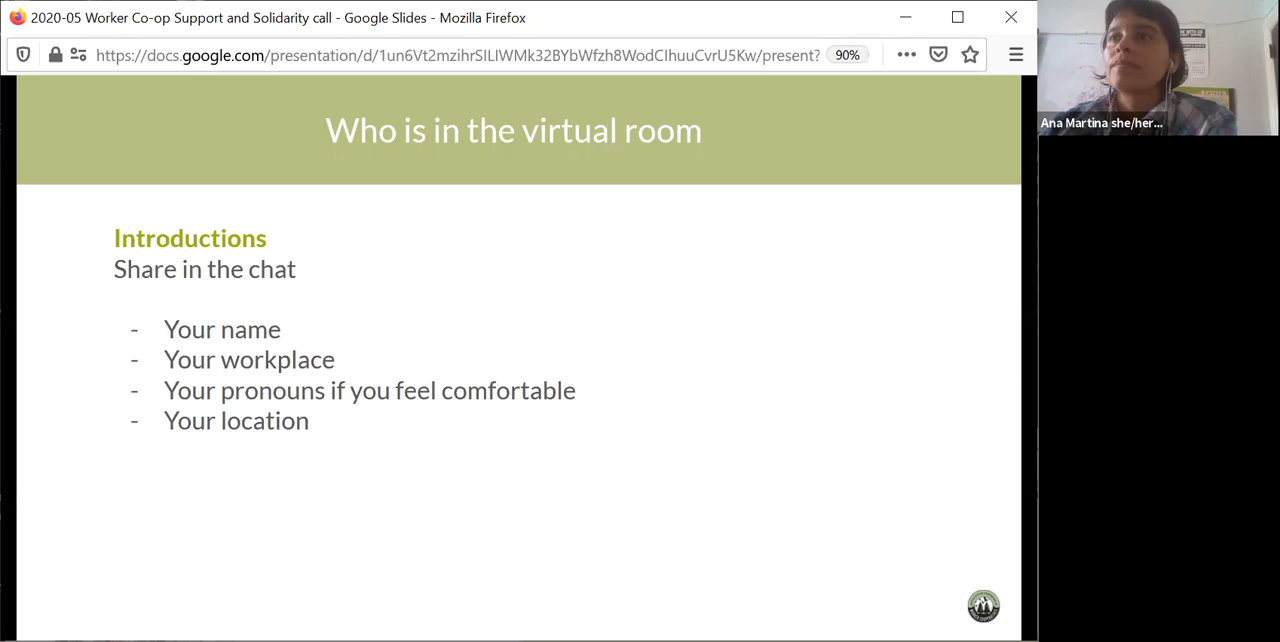 2020-05 Worker Co-op Support and Solidarity call - Google Slides - Mozilla Firefox
https://docs.google.com/presentation/d/1un6Vt2mzihrSlLlWMk32BYbWfzh8WodCIhuuCvrU5Kw/present?
90%
Ana Martina she/her...
Who is in the virtual room
Introductions
Share in the chat
- Your name
- Your workplace
- Your pronouns if you feel comfortable
- Your location